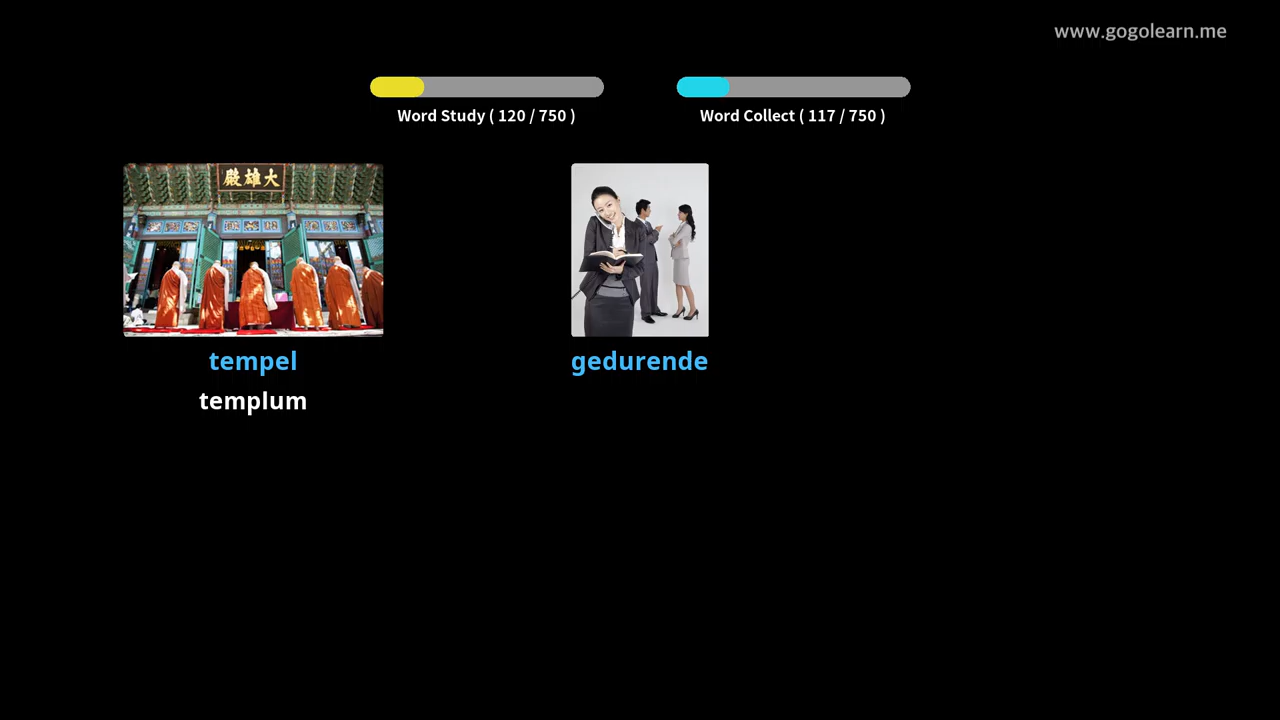 www.gogolearn.me
Word Study ( 120 / 750 )
Word Collect ( 117 / 750 )
殿雄大
tempel
gedurende
templum